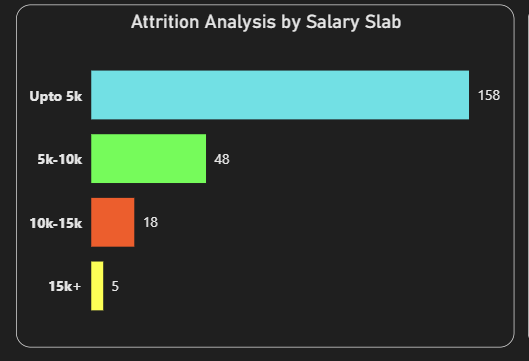 Attrition Analysis by Salary Slab
Upto 5k 158
5k-10k 48
10k-15k 18
15k+ 5